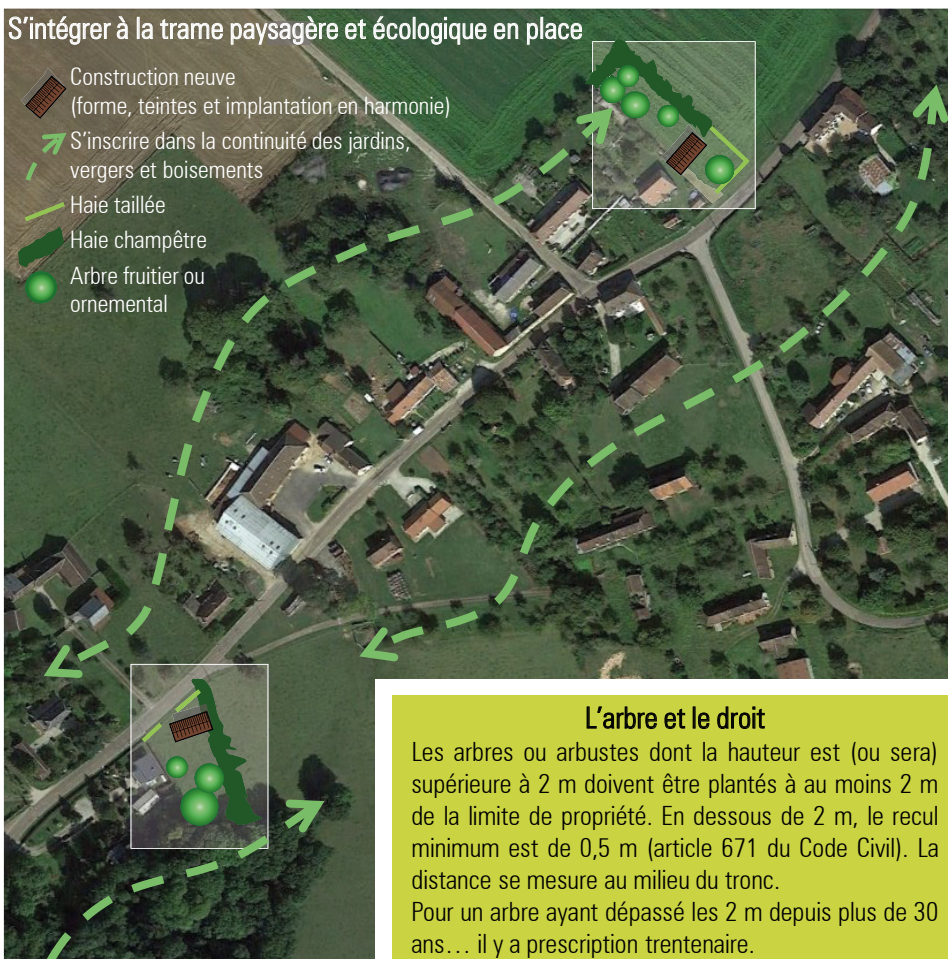 S'intégrer à la trame paysagère et écologique en place
Construction neuve
(forme, teintes et implantation en harmonie)
S'inscrire dans la continuité des jardins,
vergers et boisements
Haie taillée
Haie champêtre
Arbre fruitier ou
ornemental
L'arbre et le droit
Les arbres ou arbustes dont la hauteur est (ou sera)
supérieure à 2 m doivent être plantés à au moins 2 m
de la limite de propriété. En dessous de 2 m, le recul
minimum est de 0,5 m (article 671 du Code Civil). La
distance se mesure au milieu du tronc.
Pour un arbre ayant dépassé les 2 m depuis plus de 30
ans… il y a prescription trentenaire.